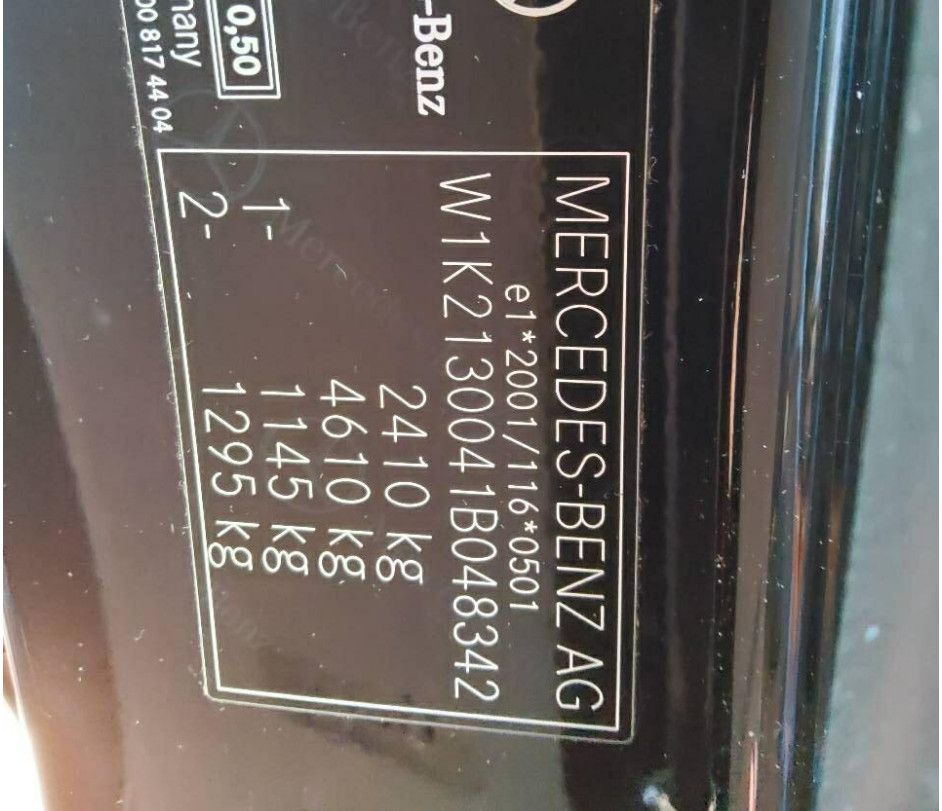 -Benz
0,50
many
00 817 44 04
MERCEDES-BENZ AG
e1*2001/116*0501
W1K2130041B048342
2410 kg
4610 kg
1- 1145 kg
2- 1295 kg